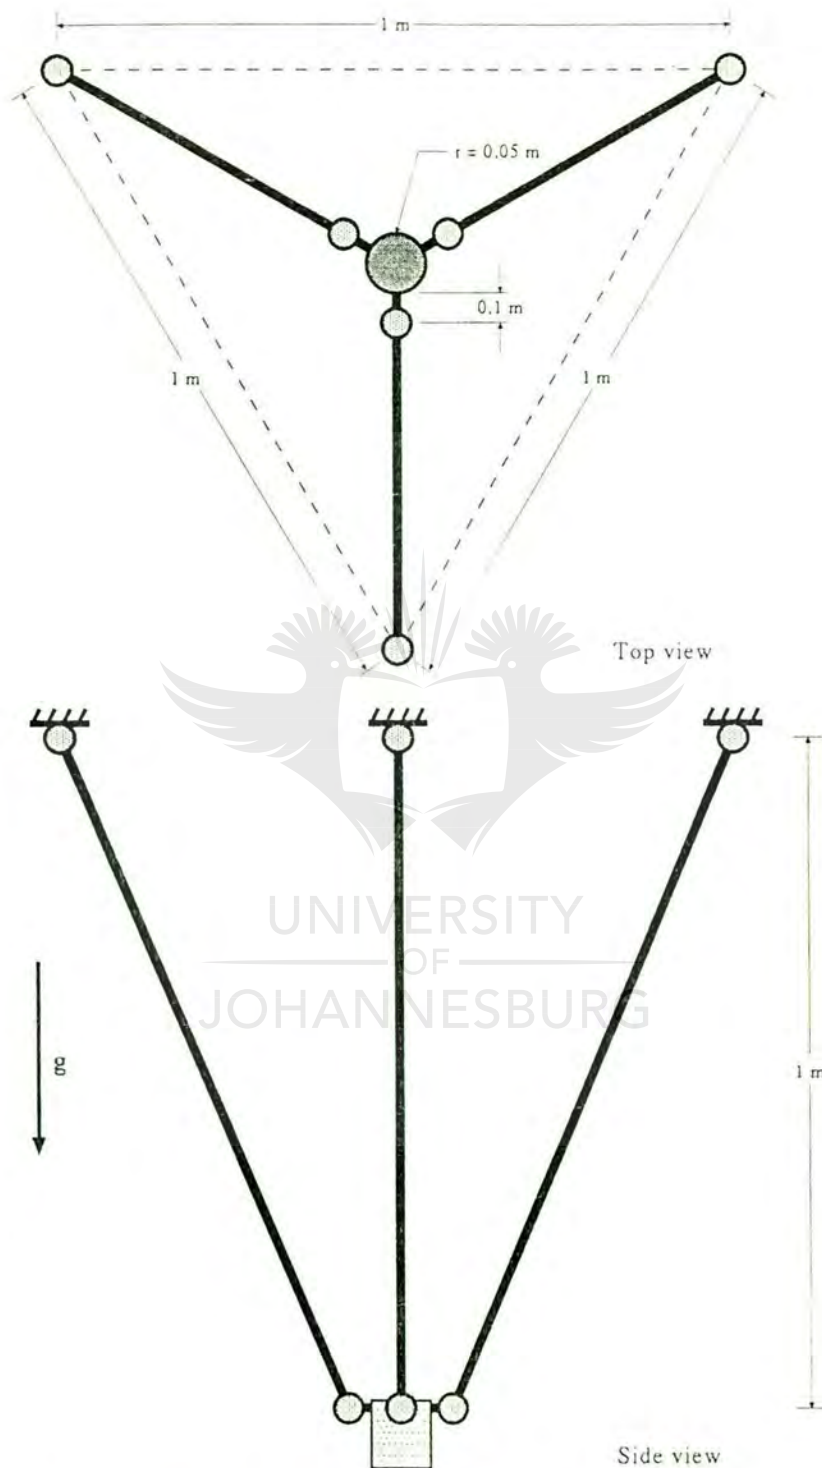 1 m
r = 0.05 m
0.1 m
1 m
1 m
Top view
UNIVERSITY
OF
JOHANNESBURG
g
1 m
Side view